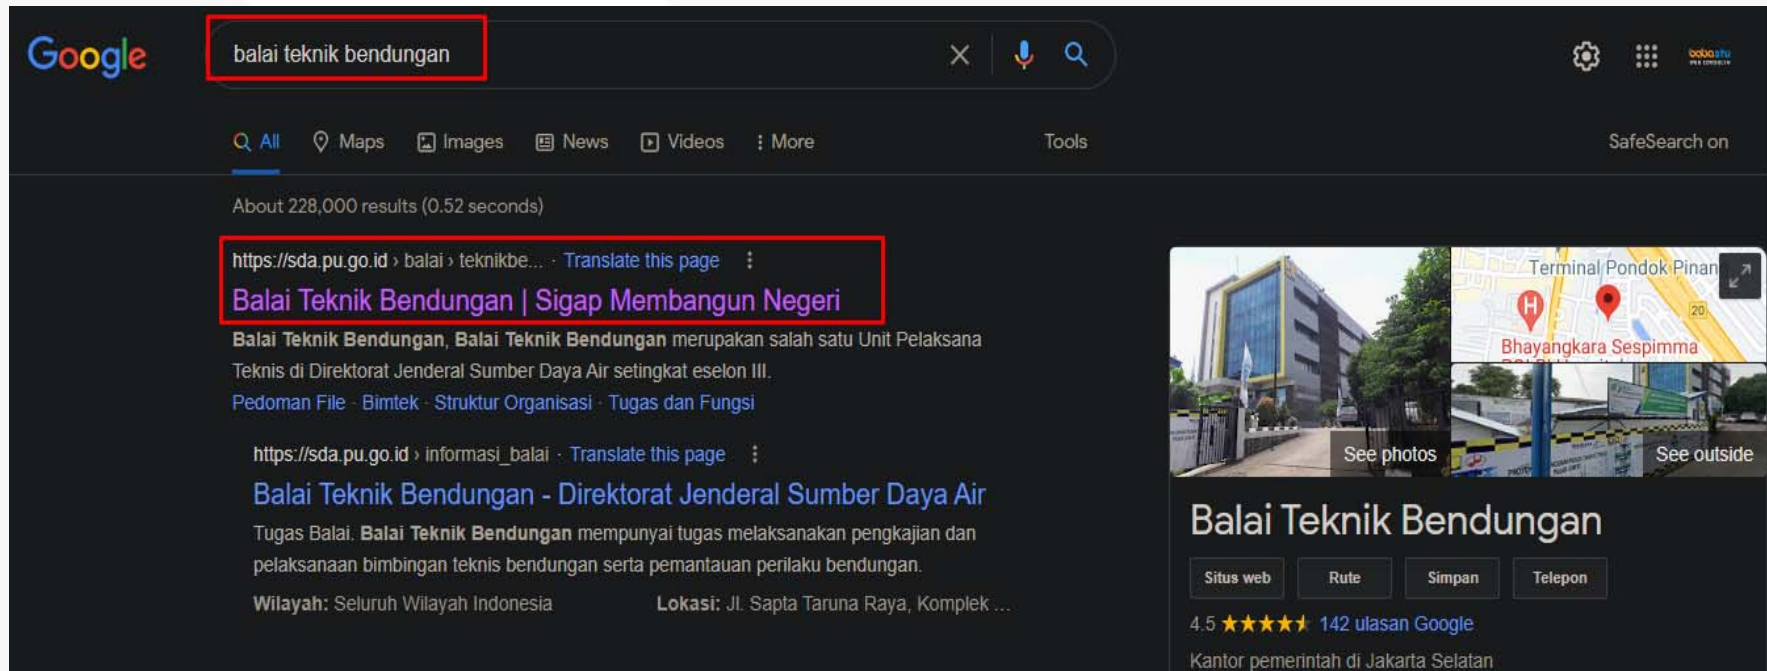 Google
balai teknik bendungan
All Maps Images News Videos More Tools SafeSearch on
About 228,000 results (0.52 seconds)
https://sda.pu.go.id › balai › teknikbe... · Translate this page
Balai Teknik Bendungan | Sigap Membangun Negeri
Balai Teknik Bendungan, Balai Teknik Bendungan merupakan salah satu Unit Pelaksana
Teknis di Direktorat Jenderal Sumber Daya Air setingkat eselon III.
Pedoman File · Bimtek · Struktur Organisasi · Tugas dan Fungsi
https://sda.pu.go.id › informasi_balai · Translate this page
Balai Teknik Bendungan - Direktorat Jenderal Sumber Daya Air
Tugas Balai. Balai Teknik Bendungan mempunyai tugas melaksanakan pengkajian dan
pelaksanaan bimbingan teknis bendungan serta pemantauan perilaku bendungan.
Wilayah: Seluruh Wilayah Indonesia Lokasi: Jl. Sapta Taruna Raya, Komplek ...
Terminal Pondok Pinan
20
H
Bhayangkara Sespimma
See photos
See outside
Balai Teknik Bendungan
Situs web Rute Simpan Telepon
4.5 142 ulasan Google
Kantor pemerintah di Jakarta Selatan